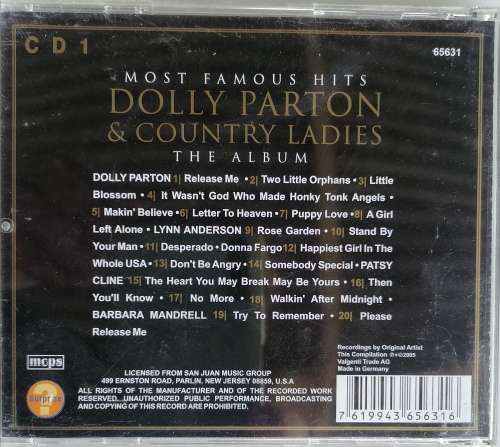 CD 1
65631
MOST FAMOUS HITS
DOLLY PARTON
& COUNTRY LADIES
THE ALBUM
DOLLY PARTON 1| Release Me • 2| Two Little Orphans • 3| Little
Blossom • 4| It Wasn't God Who Made Honky Tonk Angels •
5| Makin' Believe • 6| Letter To Heaven • 7| Puppy Love • 8| A Girl
Left Alone • LYNN ANDERSON 9| Rose Garden • 10| Stand By
Your Man • 11| Desperado • Donna Fargo 12| Happiest Girl In The
Whole USA • 13| Don't Be Angry • 14| Somebody Special • PATSY
CLINE 15| The Heart You May Break May Be Yours • 16| Then
You'll Know • 17| No More • 18| Walkin' After Midnight •
BARBARA MANDRELL 19| Try To Remember • 20| Please
Release Me
Recordings by Original Artist
This Compilation ℗+©2005
Valgenti Trade AG
Made in Germany
mcps
Surprise
LICENSED FROM SAN JUAN MUSIC GROUP
499 ERNSTON ROAD, PARLIN, NEW JERSEY 08859, U.S.A
ALL RIGHTS OF THE MANUFACTURER AND OF THE RECORDED WORK
RESERVED. UNAUTHORISED PUBLIC PERFORMANCE, BROADCASTING
AND COPYING OF THIS RECORD ARE PROHIBITED.
7 619943 656316